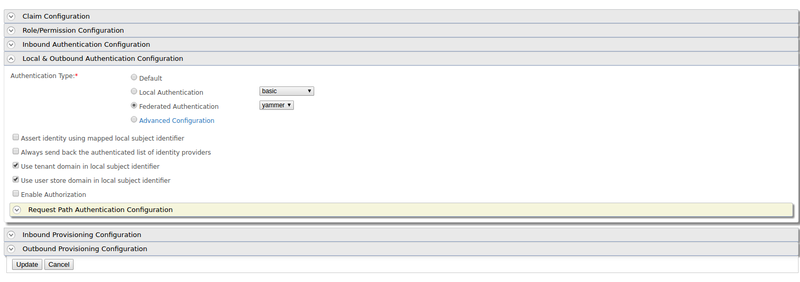 Claim Configuration
Role/Permission Configuration
Inbound Authentication Configuration
Local & Outbound Authentication Configuration
Authentication Type:*
Default
Local Authentication basic
Federated Authentication yammer
Advanced Configuration
Assert identity using mapped local subject identifier
Always send back the authenticated list of identity providers
Use tenant domain in local subject identifier
Use user store domain in local subject identifier
Enable Authorization
Request Path Authentication Configuration
Inbound Provisioning Configuration
Outbound Provisioning Configuration
Update Cancel